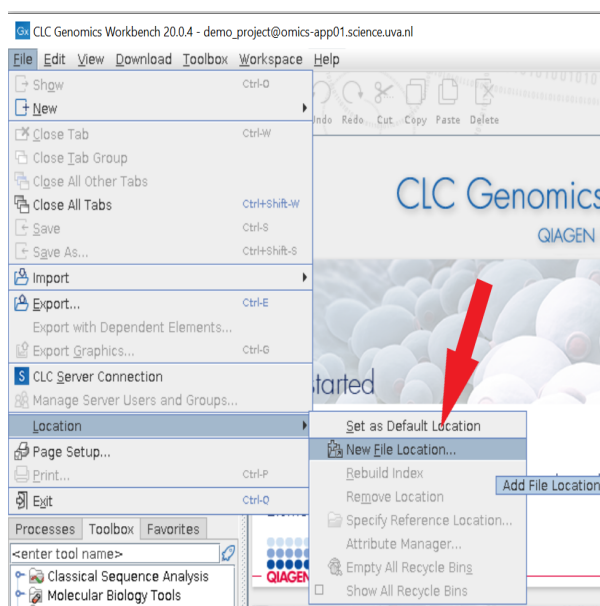 CLC Genomics Workbench 20.0.4 - demo_project@omics-app01.science.uva.nl
File Edit View Download Toolbox Workspace Help
Show Ctrl-O
New
Undo Redo Cut Copy Paste Delete
Close Tab Ctrl-W
Close Tab Group
Close All Other Tabs
Close All Tabs Ctrl+Shift-W
CLC Genomics
Save Ctrl-S
QIAGEN
Save As... Ctrl+Shift-S
Import
Export... Ctrl-E
Export with Dependent Elements...
Export Graphics... Ctrl-G
CLC Server Connection
started
Manage Server Users and Groups...
Location
Set as Default Location
Page Setup...
New File Location...
Print... Ctrl-P
Rebuild Index
Add File Location
Exit Ctrl-Q
Remove Location
Specify Reference Location...
Processes Toolbox Favorites
Attribute Manager...
<enter tool name>
Empty All Recycle Bins
Classical Sequence Analysis
QIAGEN
Show All Recycle Bins
Molecular Biology Tools